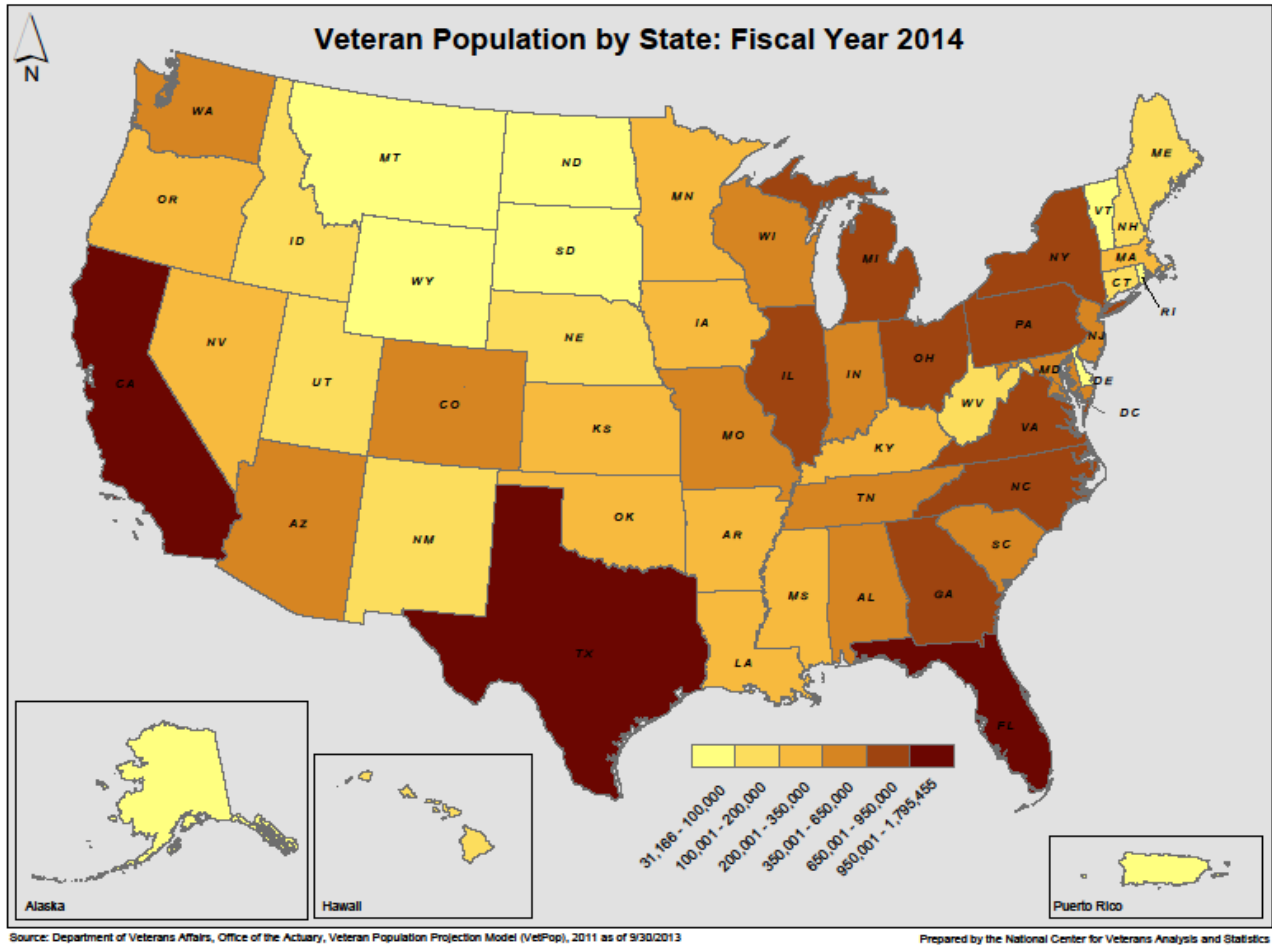 Veteran Population by State: Fiscal Year 2014
N
WA
MT
ND
MN
ME
OR
ID
SD
WI
MI
VT
NH
NY
MA
CT
RI
WY
IA
NE
PA
NJ
NV
UT
CO
IL
IN
OH
MD
DE
DC
WV
CA
KS
MO
KY
VA
AZ
NM
OK
AR
TN
NC
SC
MS
AL
GA
TX
LA
FL
31,166 - 100,000
100,001 - 200,000
200,001 - 350,000
350,001 - 650,000
650,001 - 950,000
950,001 - 1,795,455
Alaska
Hawaii
Puerto Rico
Source: Department of Veterans Affairs, Office of the Actuary, Veteran Population Projection Model (VetPop), 2011 as of 9/30/2013
Prepared by the National Center for Veterans Analysis and Statistics